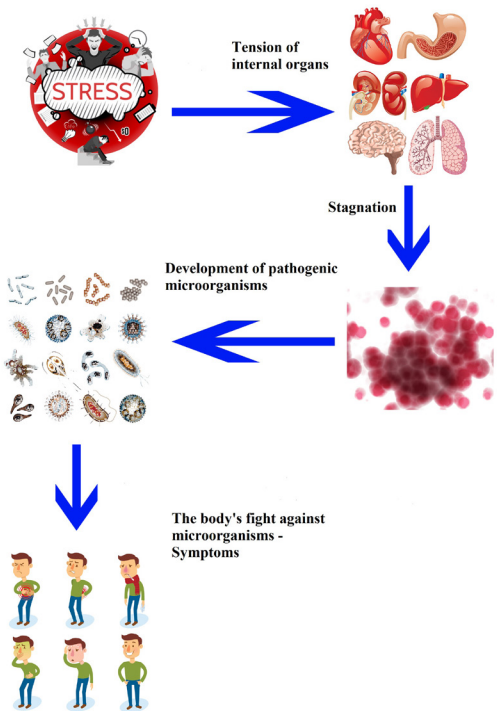 STRESS
Tension of
internal organs
Stagnation
Development of pathogenic
microorganisms
The body's fight against
microorganisms -
Symptoms